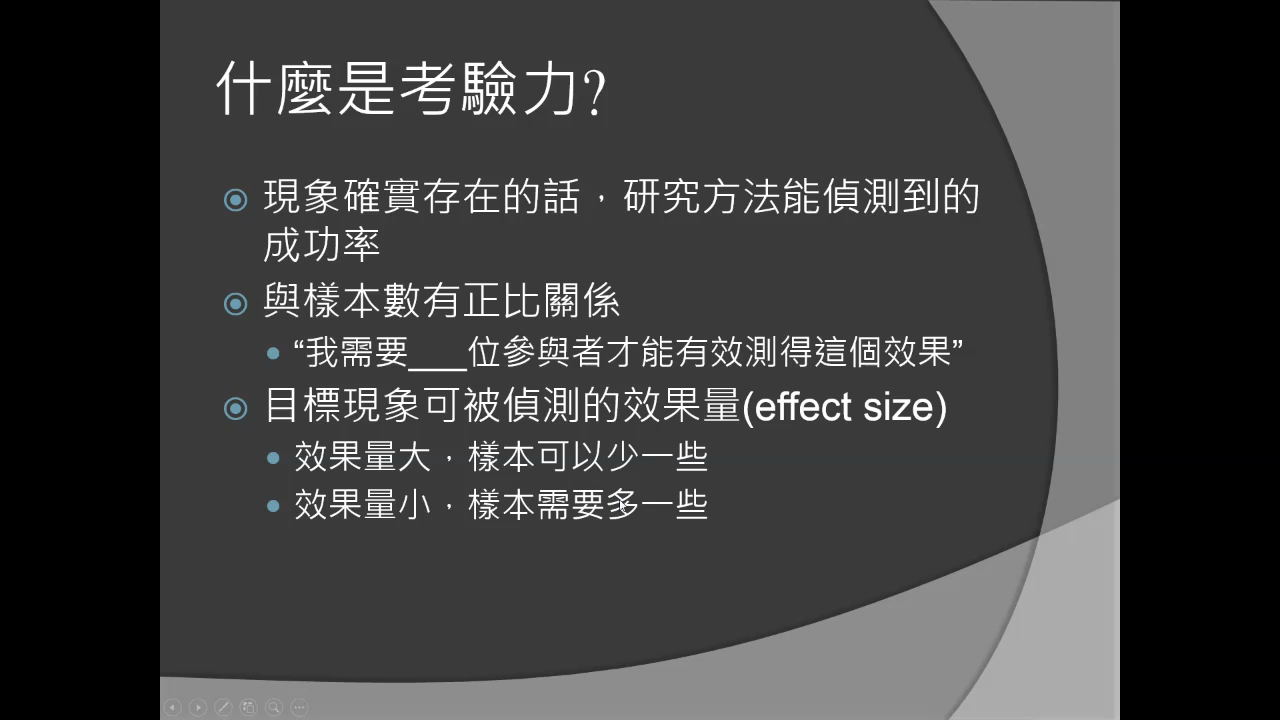 什麼是考驗力?
現象確實存在的話，研究方法能偵測到的
成功率
與樣本數有正比關係
“我需要___位參與者才能有效測得這個效果”
目標現象可被偵測的效果量(effect size)
效果量大，樣本可以少一些
效果量小，樣本需要多一些